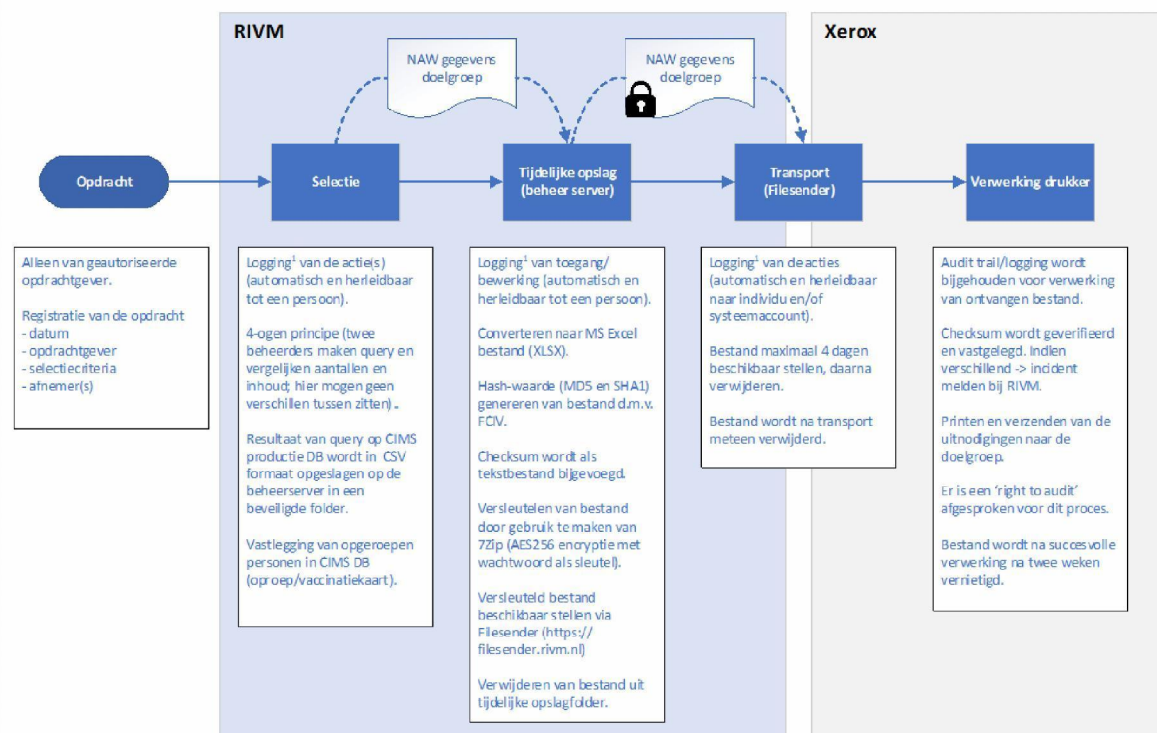 RIVM
Xerox
NAW gegevens
doelgroep
NAW gegevens
doelgroep
Opdracht
Selectie
Tijdelijke opslag
(beheer server)
Transport
(Filesender)
Verwerking drukker
Alleen van geautoriseerde
opdrachtgever.
Registratie van de opdracht
- datum
- opdrachtgever
- selectiecriteria
- afnemer(s)
Logging¹ van de actie(s)
(automatisch en herleidbaar
tot een persoon).
4-ogen principe (twee
beheerders maken query en
vergelijken aantallen en
inhoud; hier mogen geen
verschillen tussen zitten)..
Resultaat van query op CIMS
productie DB wordt in CSV
formaat opgeslagen op de
beheerserver in een
beveiligde folder.
Vastlegging van opgeroepen
personen in CIMS DB
(oproep/vaccinatiekaart).
Logging¹ van toegang/
bewerking (automatisch en
herleidbaar tot een persoon).
Converteren naar MS Excel
bestand (XLSX).
Hash-waarde (MD5 en SHA1)
genereren van bestand d.m.v.
FCIV.
Checksum wordt als
tekstbestand bijgevoegd.
Versleutelen van bestand
door gebruik te maken van
7Zip (AES256 encryptie met
wachtwoord als sleutel).
Versleuteld bestand
beschikbaar stellen via
Filesender (https://
filesender.rivm.nl)
Verwijderen van bestand uit
tijdelijke opslagfolder.
Logging¹ van de acties
(automatisch en herleidbaar
naar individu en/of
systeemaccount).
Bestand maximaal 4 dagen
beschikbaar stellen, daarna
verwijderen.
Bestand wordt na transport
meteen verwijderd.
Audit trail/logging wordt
bijgehouden voor verwerking
van ontvangen bestand.
Checksum wordt geverifieerd
en vastgelegd. Indien
verschillend -> incident
melden bij RIVM.
Printen en verzenden van de
uitnodigingen naar de
doelgroep.
Er is een ‘right to audit’
afgesproken voor dit proces.
Bestand wordt na succesvolle
verwerking na twee weken
vernietigd.